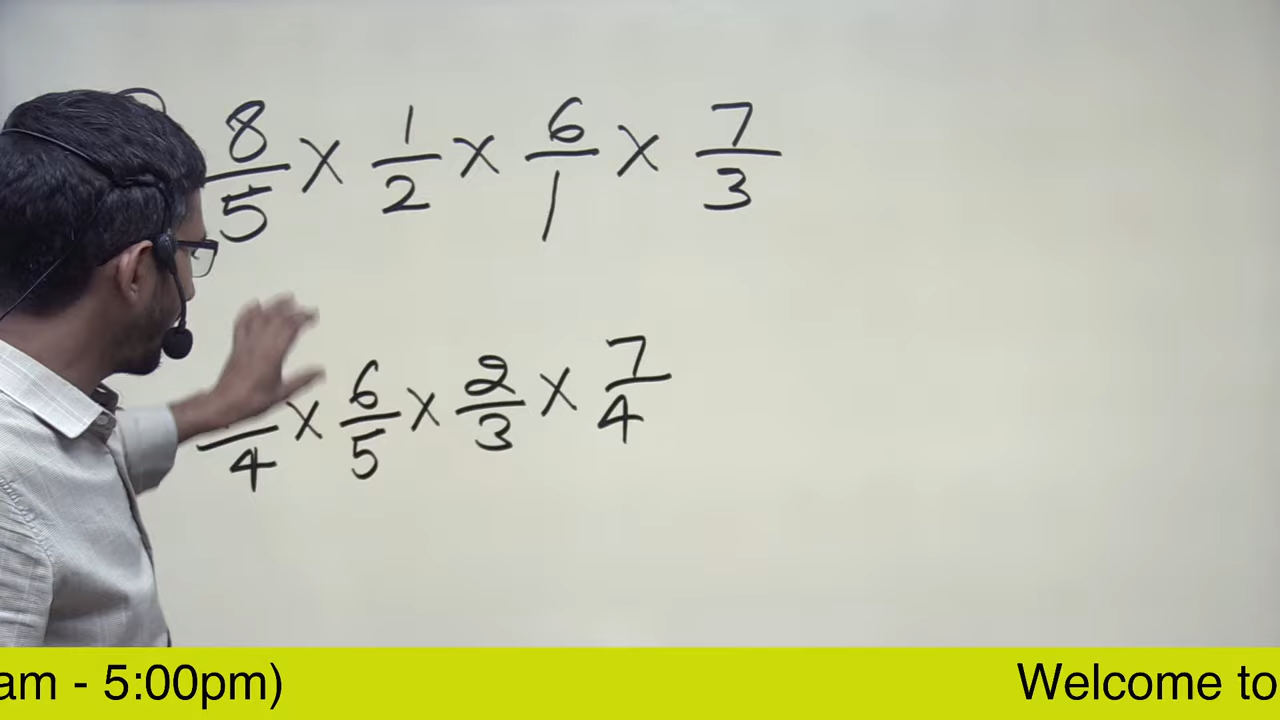 8/5 × 1/2 × 6/1 × 7/3
/4 × 6/5 × 2/3 × 7/4
am - 5:00pm) Welcome to